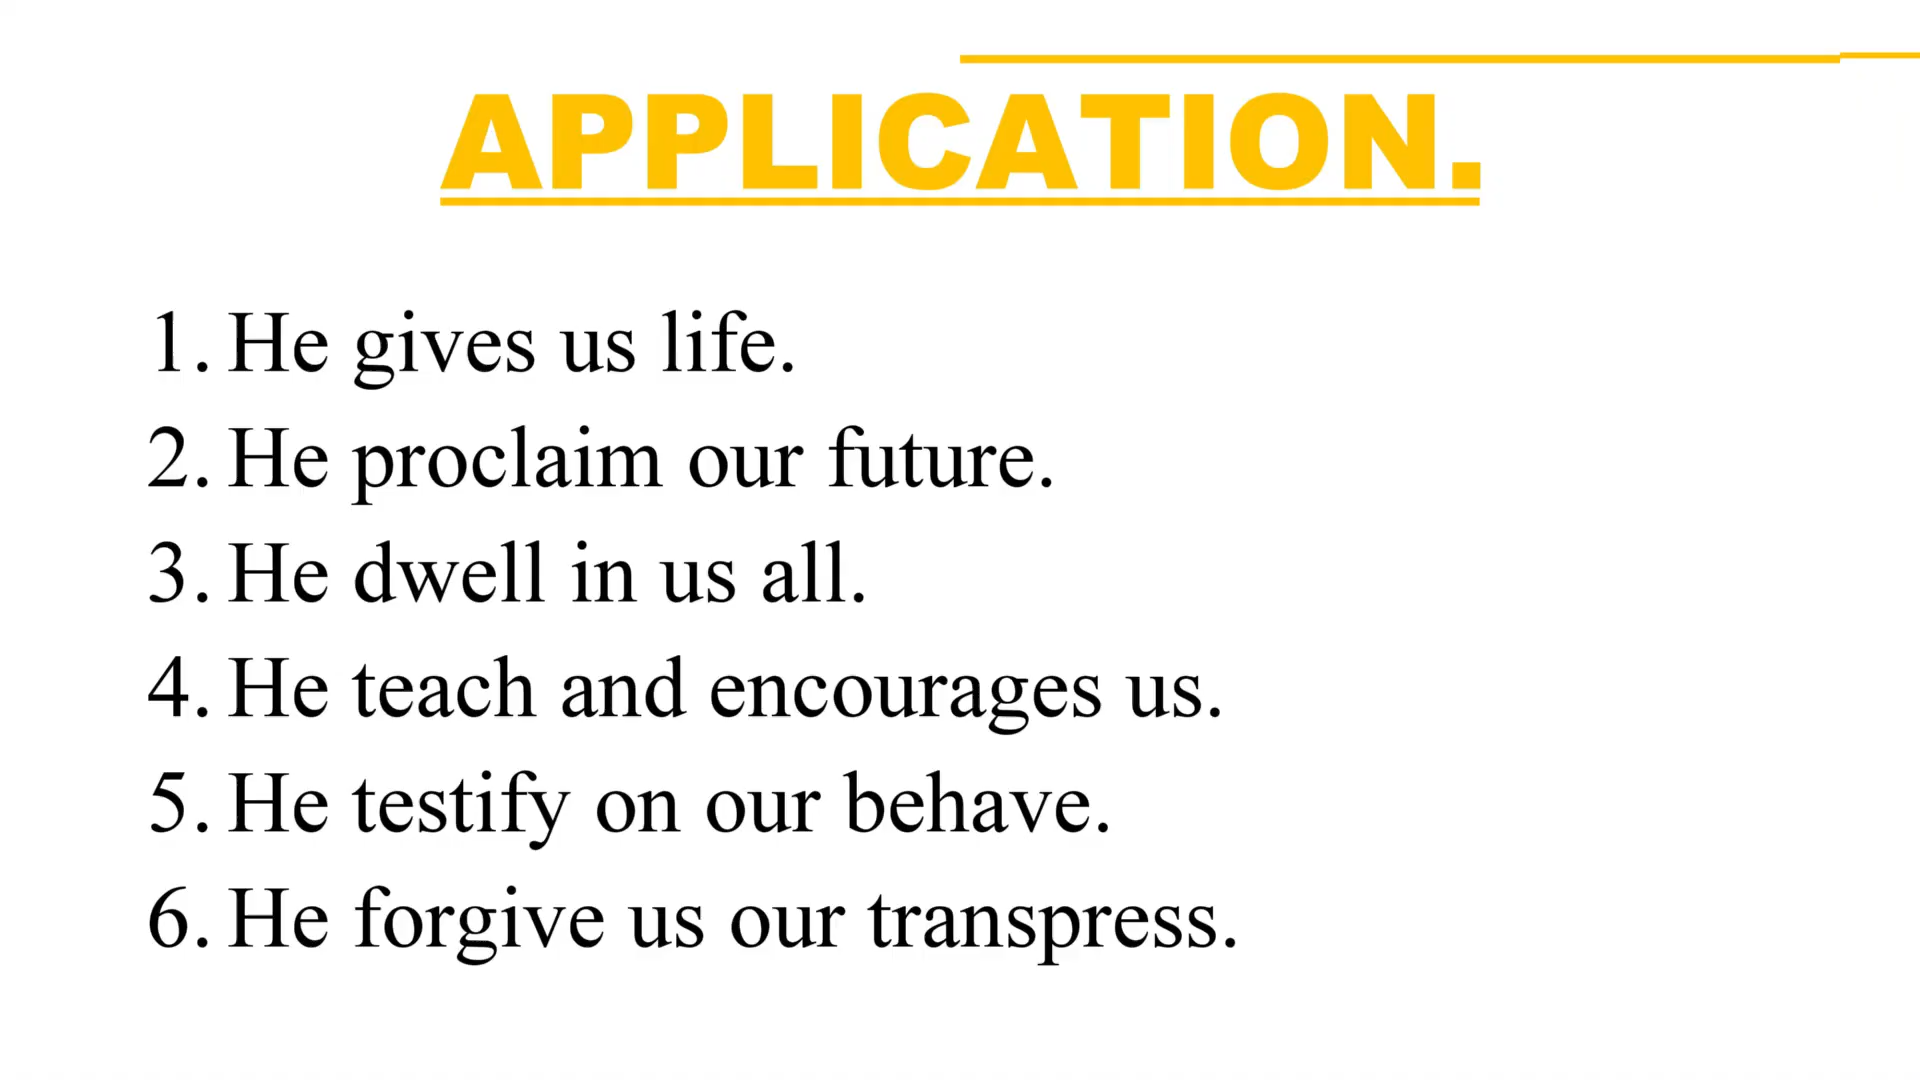 APPLICATION.
1. He gives us life.
2. He proclaim our future.
3. He dwell in us all.
4. He teach and encourages us.
5. He testify on our behave.
6. He forgive us our transpress.